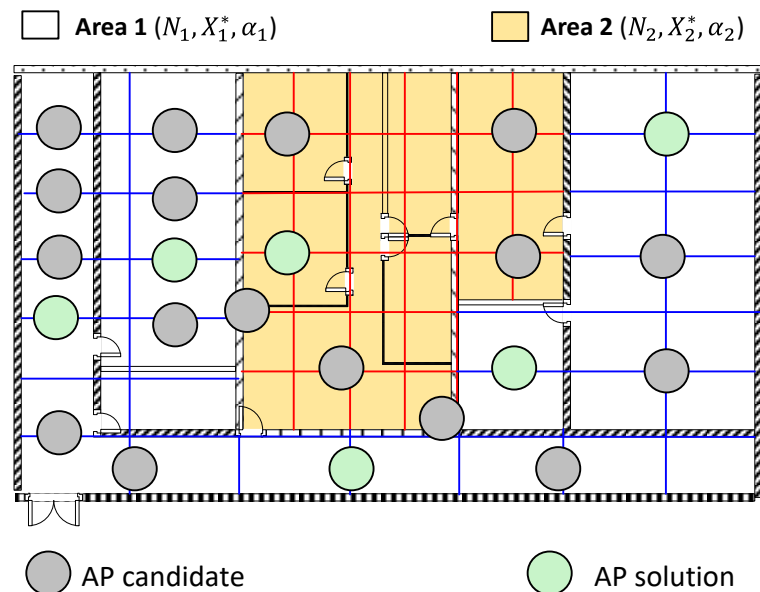 Area 1 (N₁, X₁*, α₁)
Area 2 (N₂, X₂*, α₂)
AP candidate
AP solution